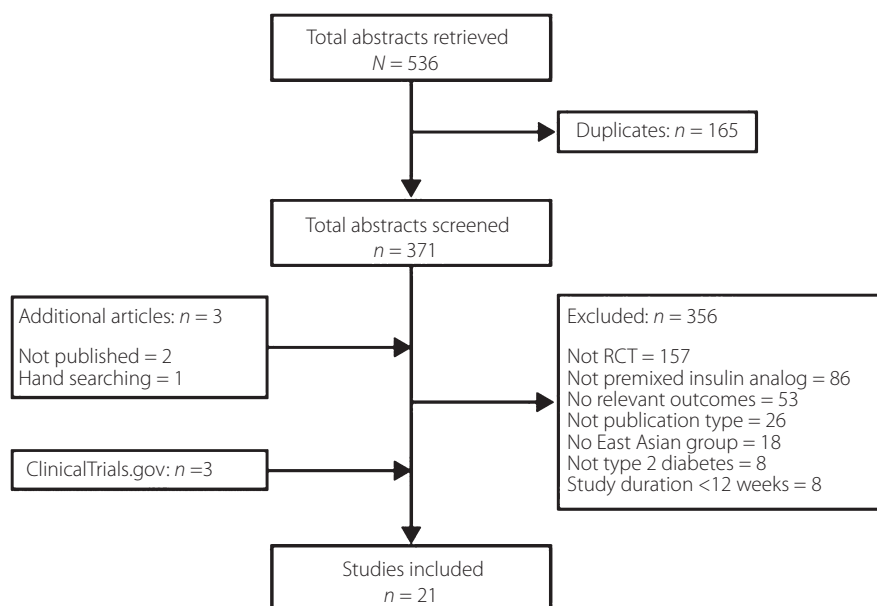 Total abstracts retrieved
N = 536
Duplicates: n = 165
Total abstracts screened
n = 371
Additional articles: n = 3
Not published = 2
Hand searching = 1
Excluded: n = 356
Not RCT = 157
Not premixed insulin analog = 86
No relevant outcomes = 53
Not publication type = 26
No East Asian group = 18
Not type 2 diabetes = 8
Study duration <12 weeks = 8
ClinicalTrials.gov: n =3
Studies included
n = 21